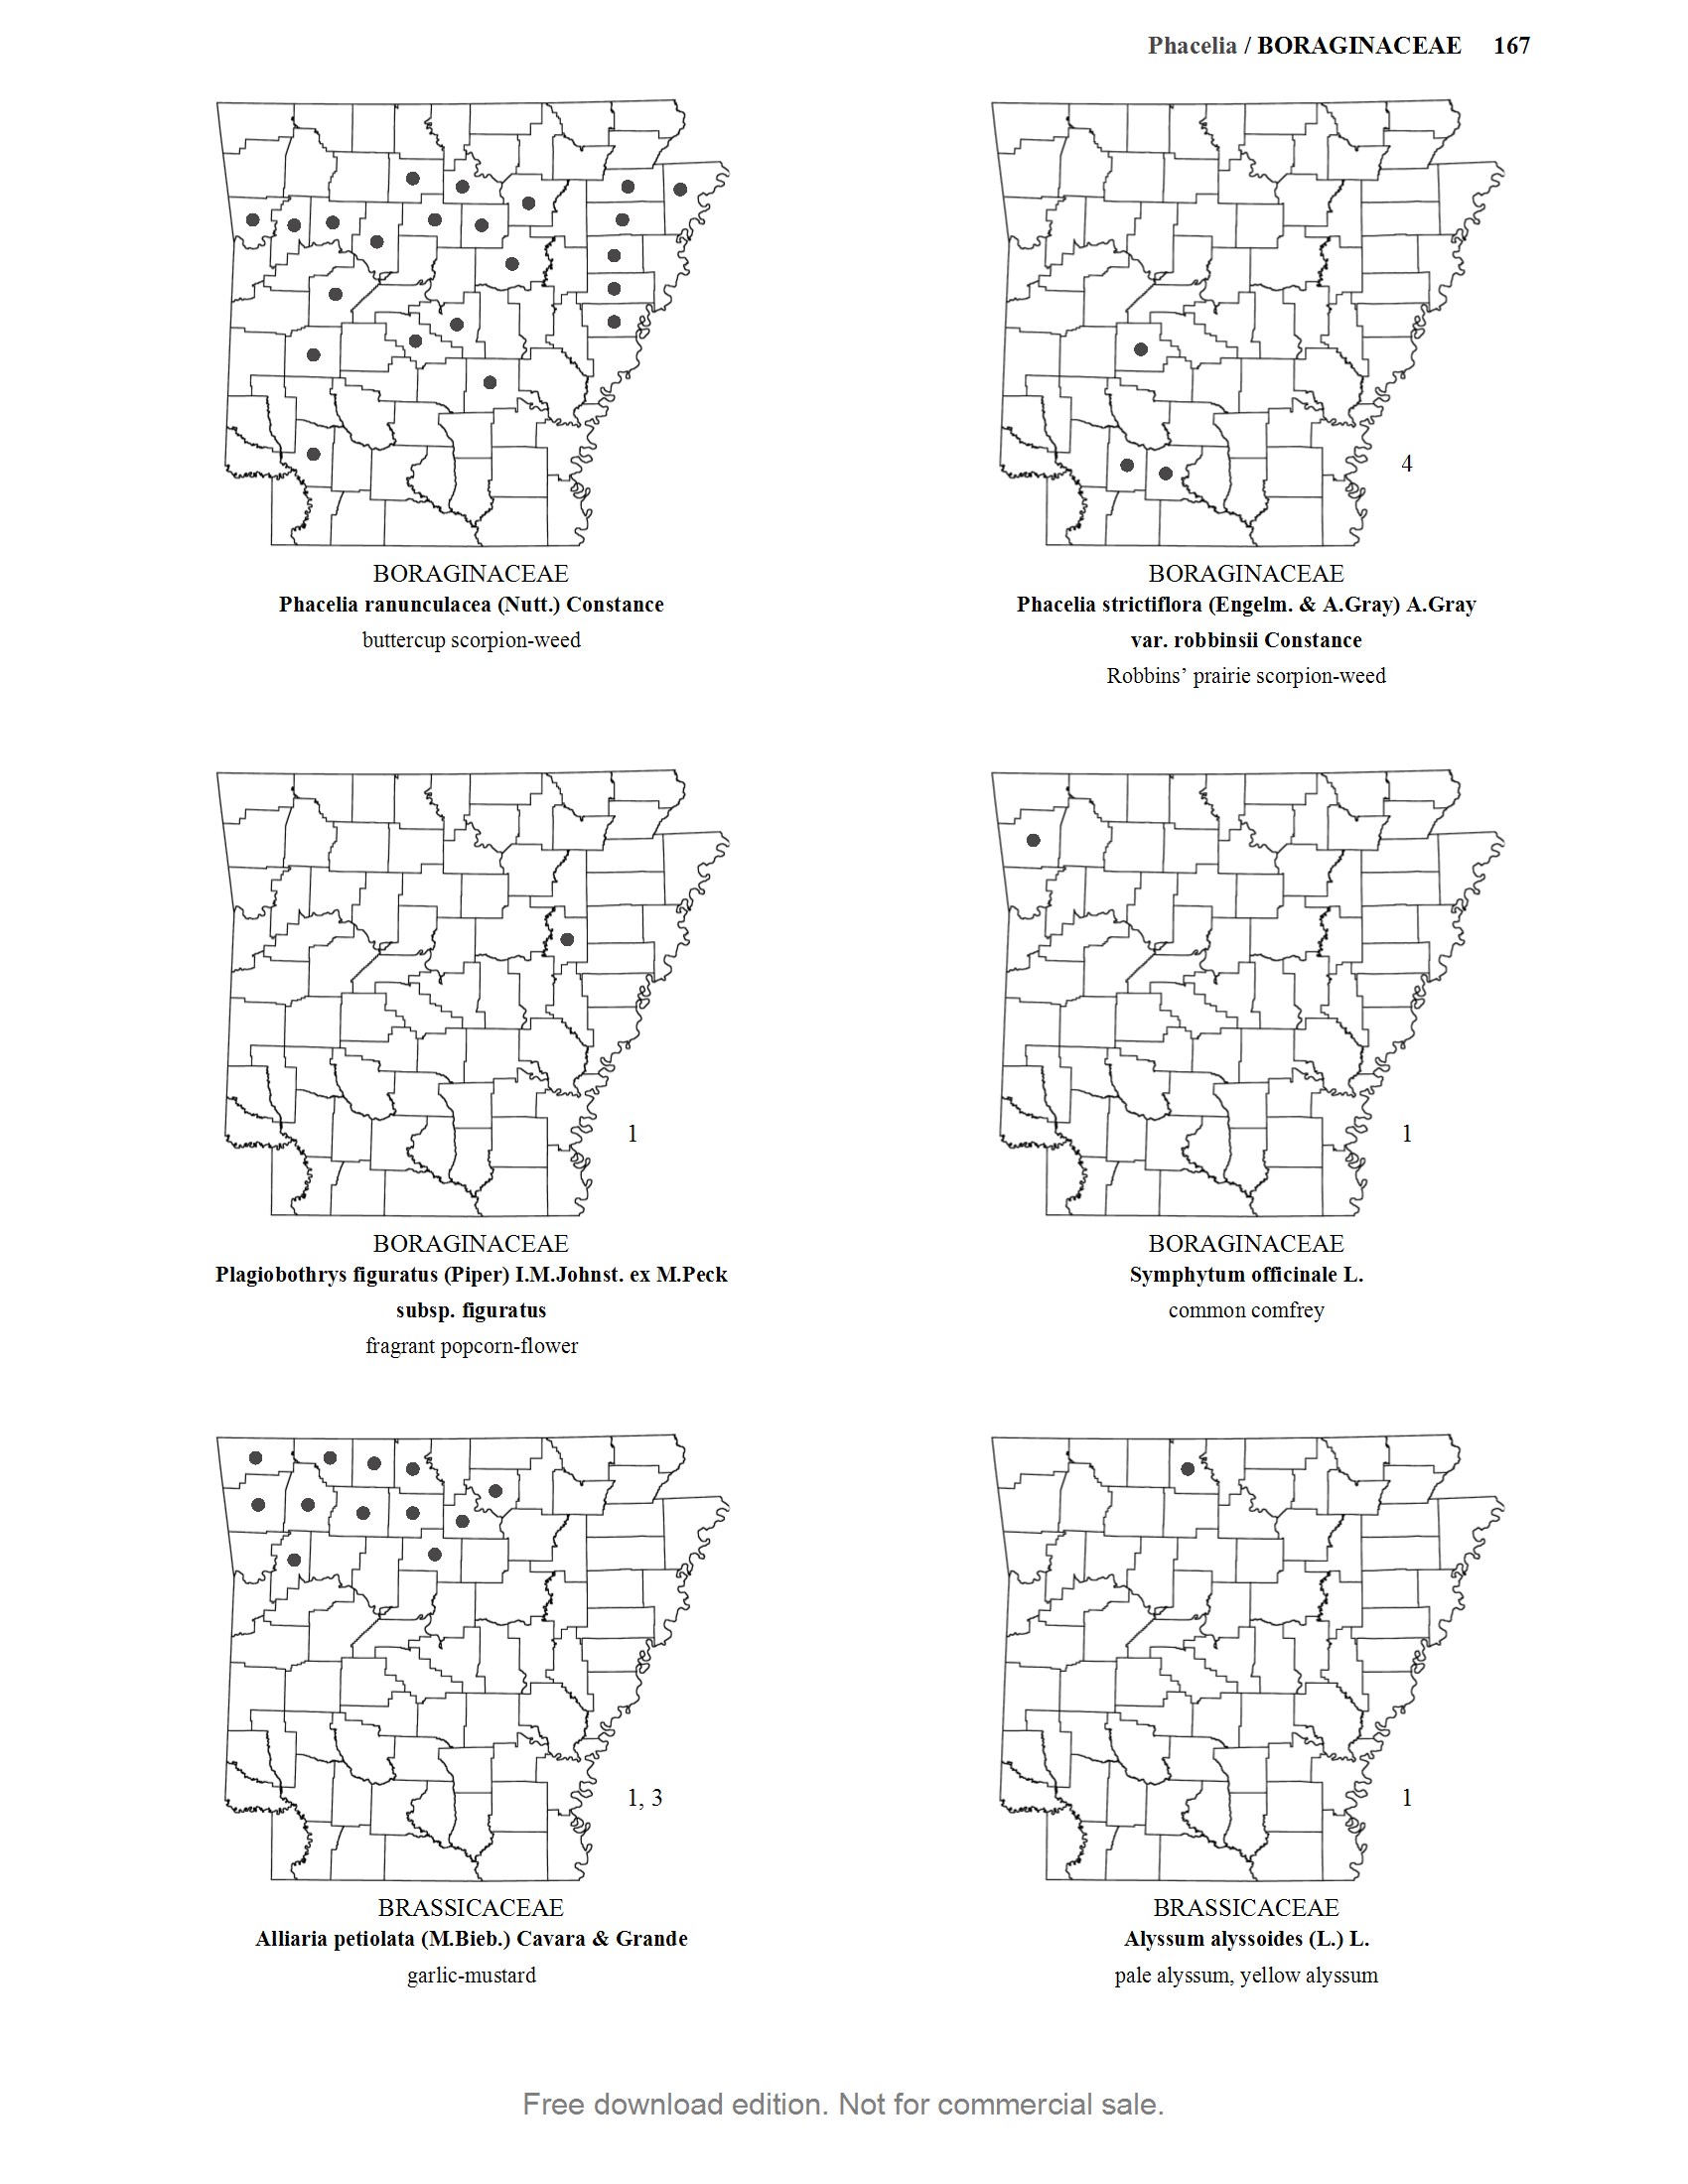 Phacelia / BORAGINACEAE 167
BORAGINACEAE
Phacelia ranunculacea (Nutt.) Constance
buttercup scorpion-weed
4
BORAGINACEAE
Phacelia strictiflora (Engelm. & A.Gray) A.Gray
var. robbinsii Constance
Robbins’ prairie scorpion-weed
1
BORAGINACEAE
Plagiobothrys figuratus (Piper) I.M.Johnst. ex M.Peck
subsp. figuratus
fragrant popcorn-flower
1
BORAGINACEAE
Symphytum officinale L.
common comfrey
1, 3
BRASSICACEAE
Alliaria petiolata (M.Bieb.) Cavara & Grande
garlic-mustard
1
BRASSICACEAE
Alyssum alyssoides (L.) L.
pale alyssum, yellow alyssum
Free download edition. Not for commercial sale.